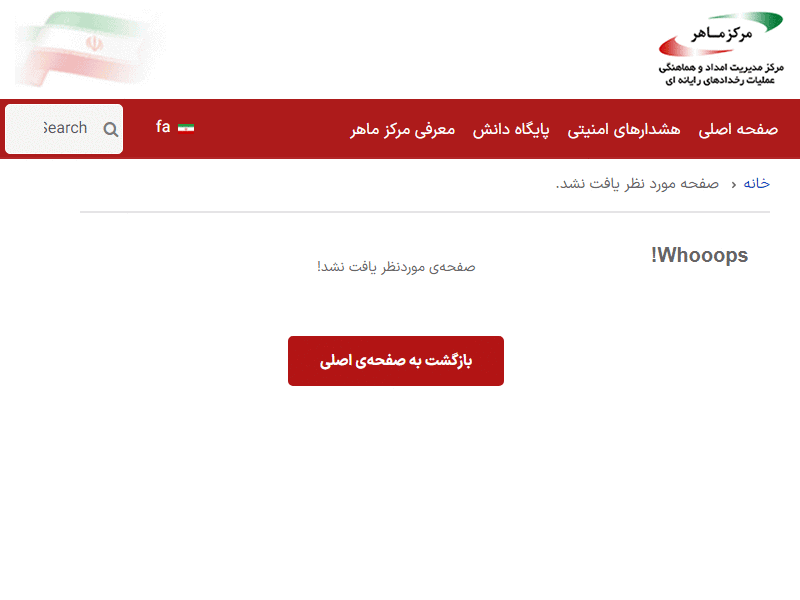 مرکز ماهر
مرکز مدیریت امداد و هماهنگی
عملیات رخدادهای رایانه ای
صفحه اصلی
هشدارهای امنیتی
پایگاه دانش
معرفی مرکز ماهر
fa
Search
خانه › صفحه مورد نظر یافت نشد.
Whooops!
صفحه‌ی موردنظر یافت نشد!
بازگشت به صفحه‌ی اصلی